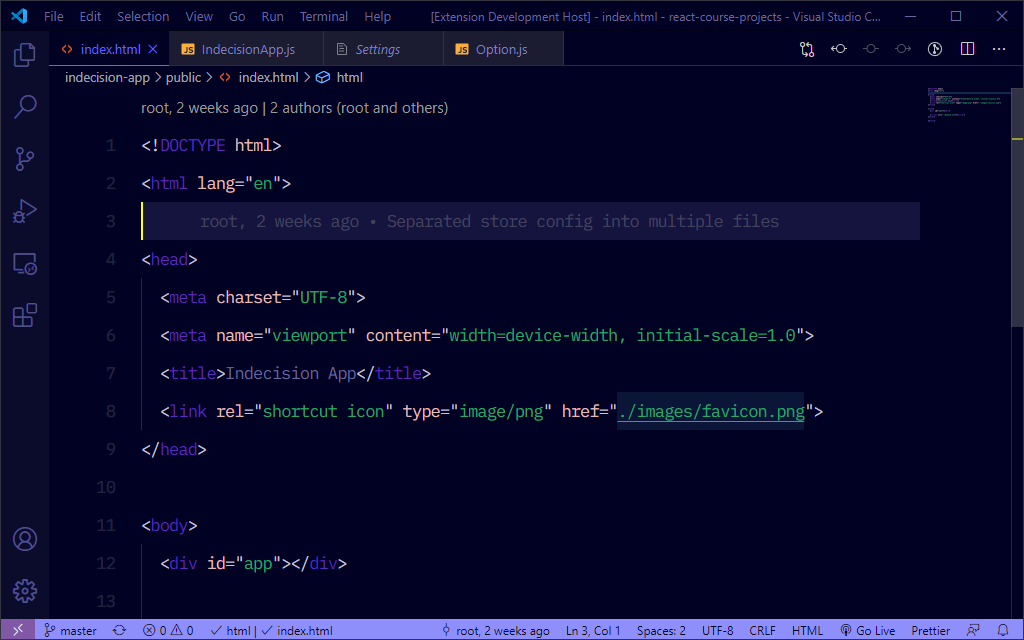 File Edit Selection View Go Run Terminal Help [Extension Development Host] - index.html - react-course-projects - Visual Studio C...
index.html JS IndecisionApp.js Settings JS Option.js
indecision-app > public > index.html > html
root, 2 weeks ago | 2 authors (root and others)
1 <!DOCTYPE html>
2 <html lang="en">
3 root, 2 weeks ago • Separated store config into multiple files
4 <head>
5 <meta charset="UTF-8">
6 <meta name="viewport" content="width=device-width, initial-scale=1.0">
7 <title>Indecision App</title>
8 <link rel="shortcut icon" type="image/png" href="./images/favicon.png">
9 </head>
10
11 <body>
12 <div id="app"></div>
13
master 0 0 html | index.html root, 2 weeks ago Ln 3, Col 1 Spaces: 2 UTF-8 CRLF HTML Go Live Prettier